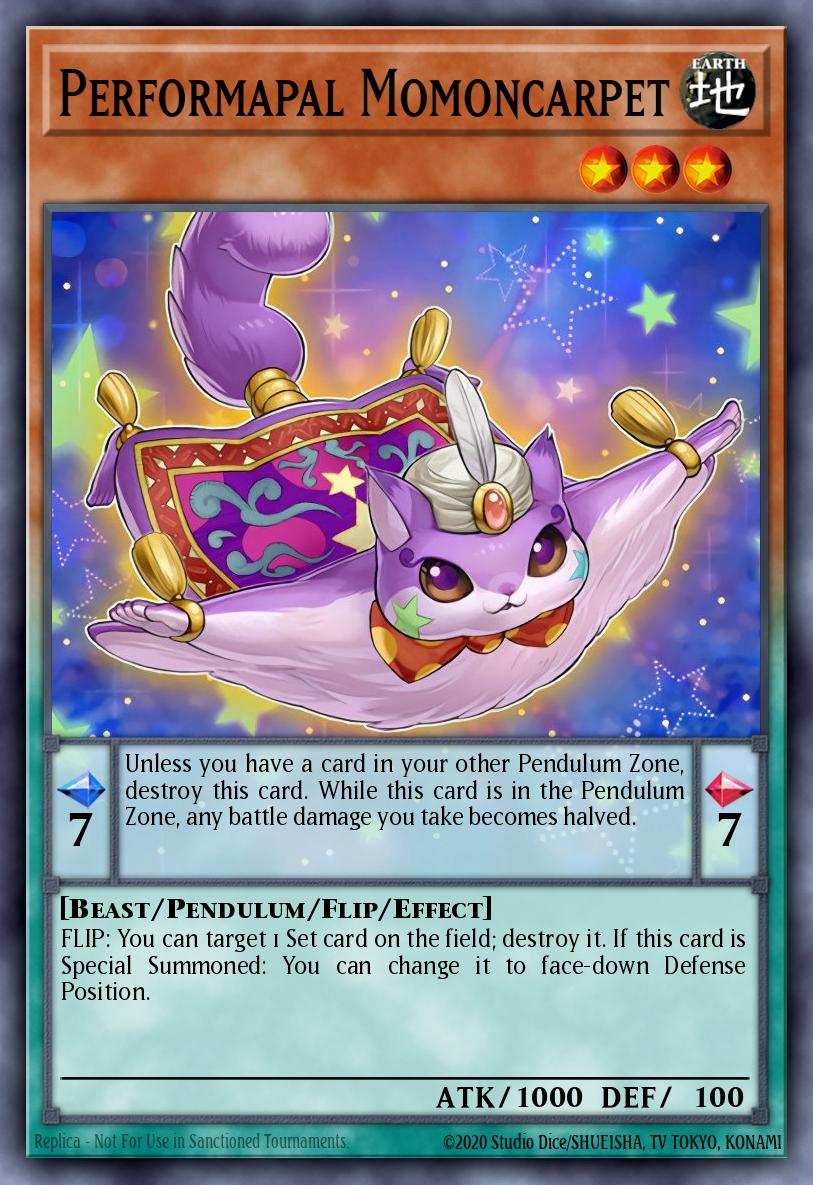 Performapal Momoncarpet
EARTH
地
Unless you have a card in your other Pendulum Zone,
destroy this card. While this card is in the Pendulum
Zone, any battle damage you take becomes halved.
7
7
[Beast/Pendulum/Flip/Effect]
FLIP: You can target 1 Set card on the field; destroy it. If this card is
Special Summoned: You can change it to face-down Defense
Position.
ATK/1000 DEF/ 100
Replica - Not For Use in Sanctioned Tournaments.
©2020 Studio Dice/SHUEISHA, TV TOKYO, KONAMI